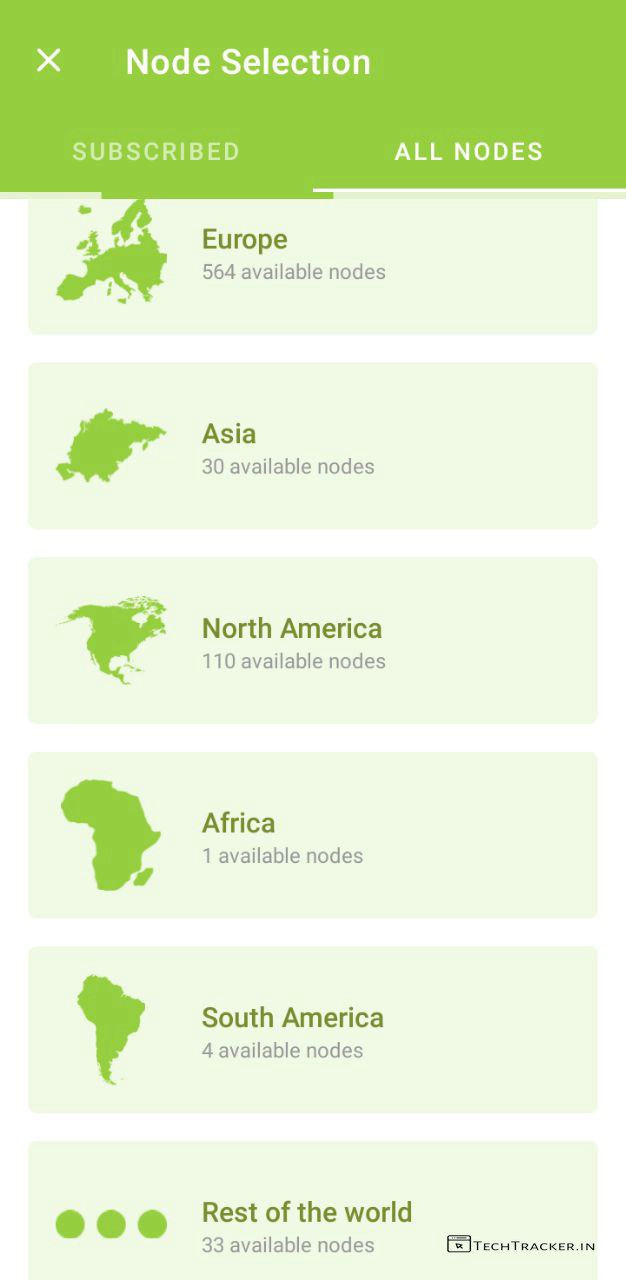 Node Selection
SUBSCRIBED
ALL NODES
Europe
564 available nodes
Asia
30 available nodes
North America
110 available nodes
Africa
1 available nodes
South America
4 available nodes
Rest of the world
33 available nodes
TECHTRACKER.IN